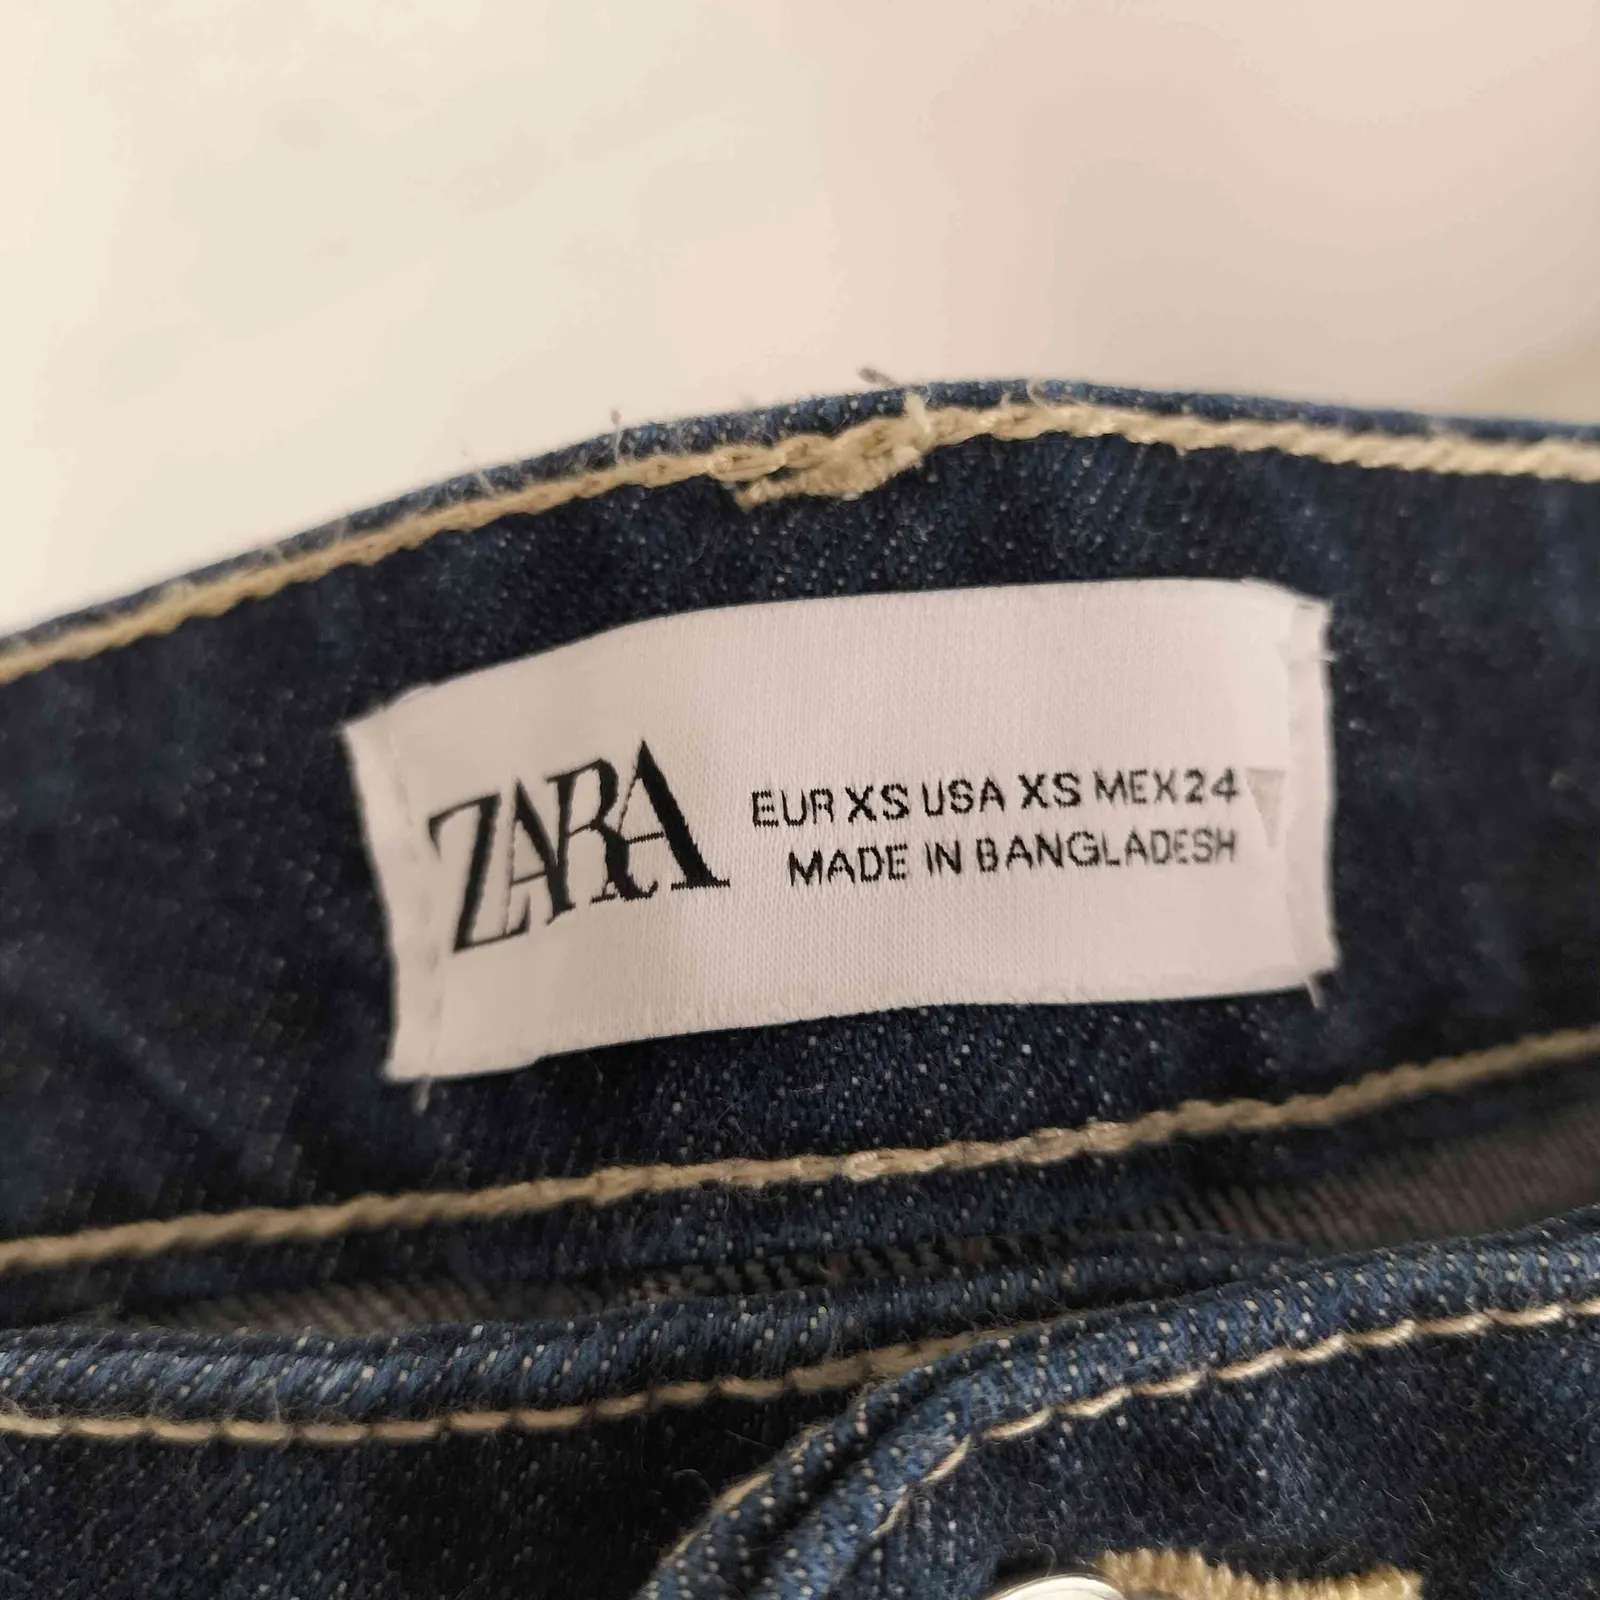 ZARA
EUR XS USA XS MEX 24
MADE IN BANGLADESH